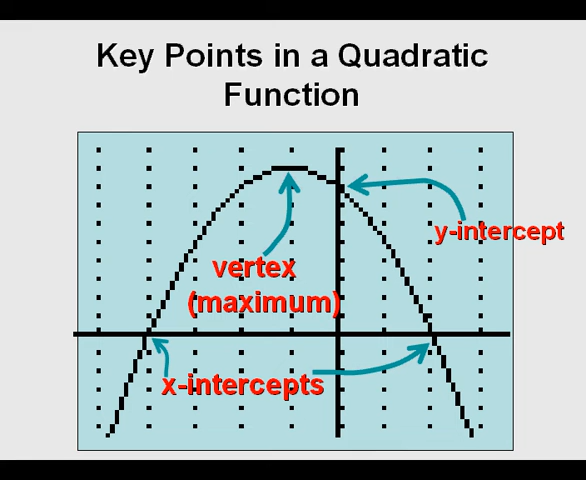 Key Points in a Quadratic
Function
y-intercept
vertex
(maximum)
x-intercepts